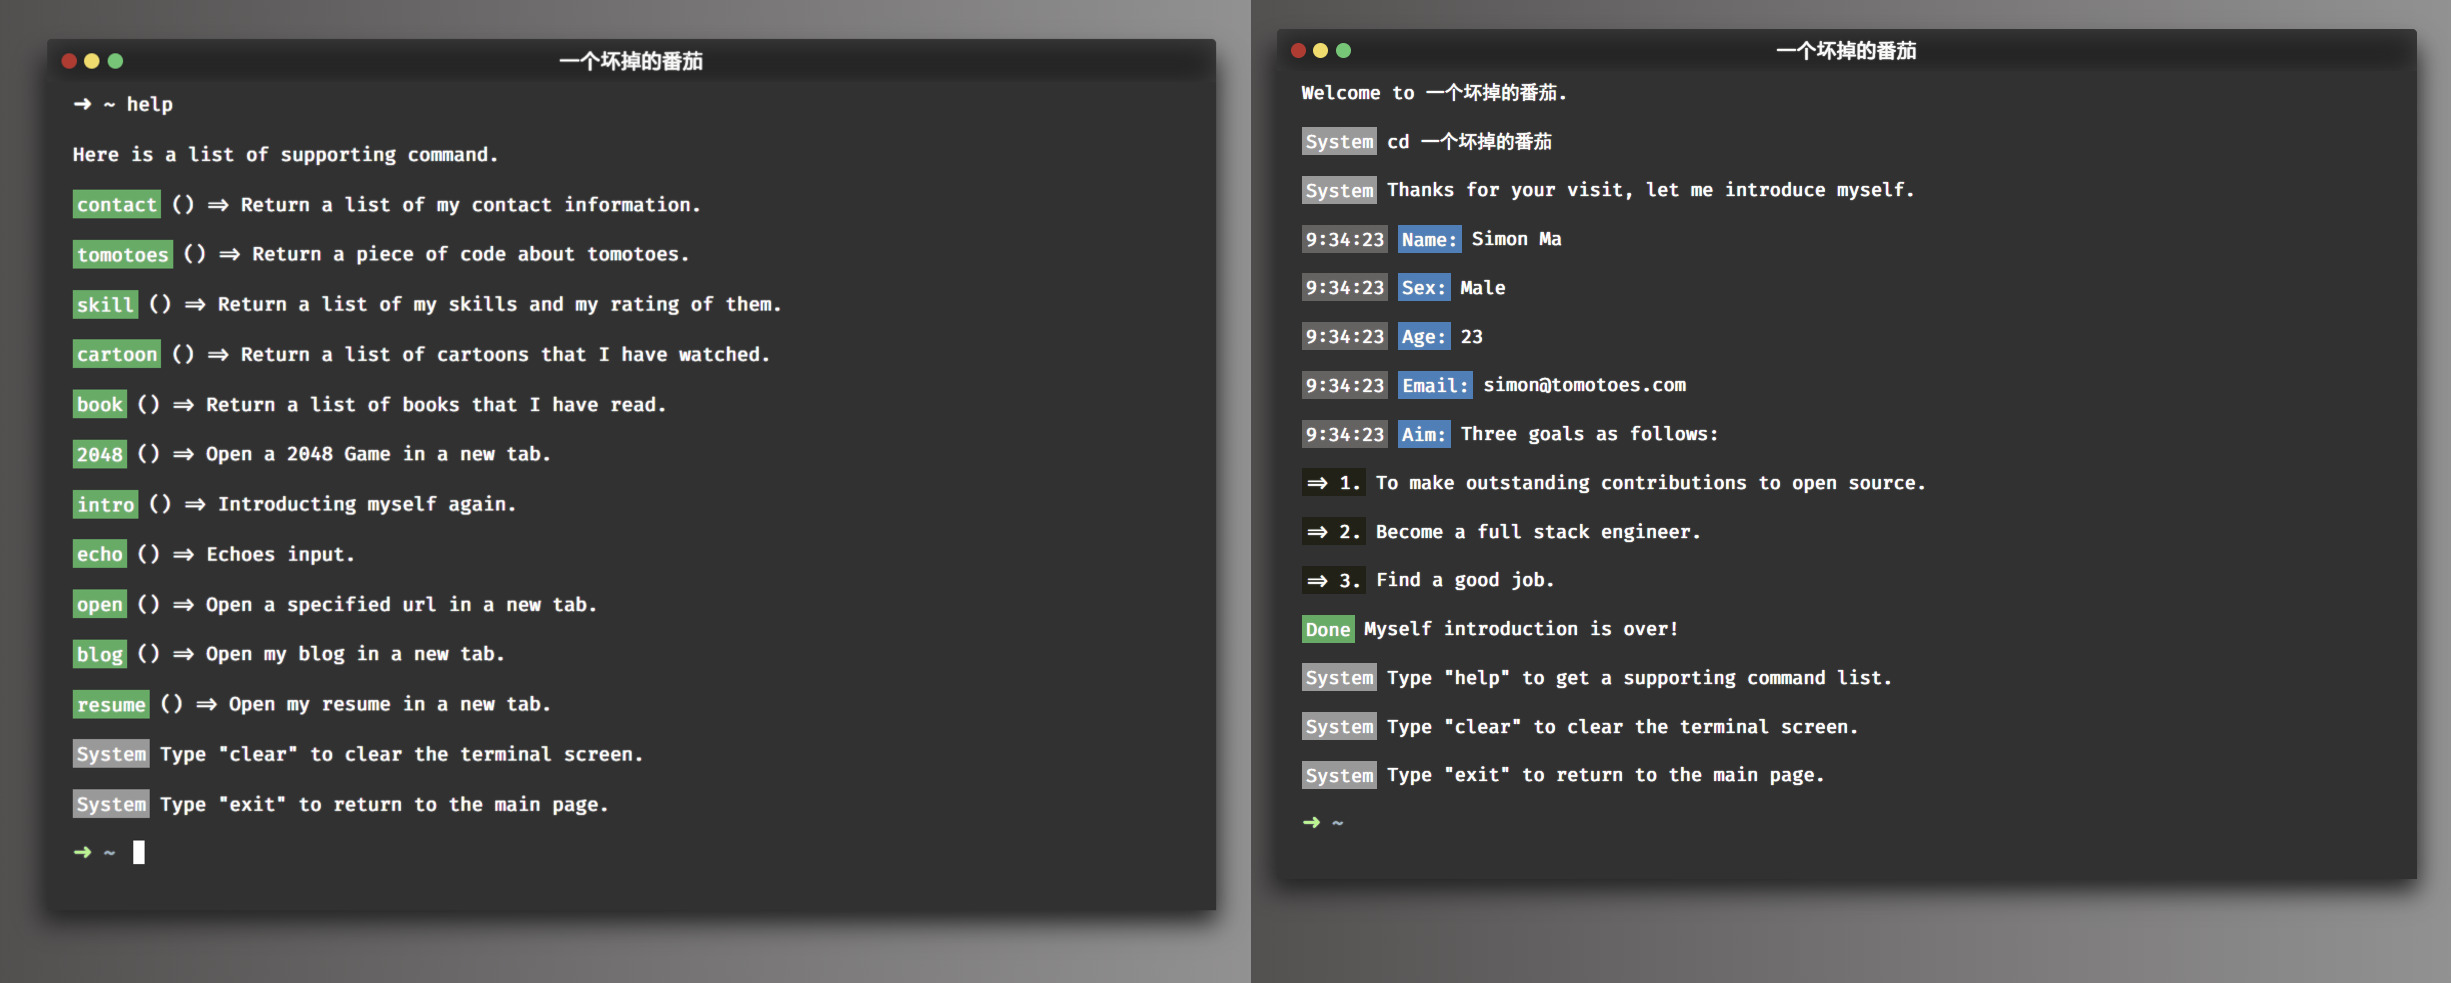 一个坏掉的番茄
➜ ~ help
Here is a list of supporting command.
contact () => Return a list of my contact information.
tomotoes () => Return a piece of code about tomotoes.
skill () => Return a list of my skills and my rating of them.
cartoon () => Return a list of cartoons that I have watched.
book () => Return a list of books that I have read.
2048 () => Open a 2048 Game in a new tab.
intro () => Introducting myself again.
echo () => Echoes input.
open () => Open a specified url in a new tab.
blog () => Open my blog in a new tab.
resume () => Open my resume in a new tab.
System Type "clear" to clear the terminal screen.
System Type "exit" to return to the main page.
➜ ~
一个坏掉的番茄
Welcome to 一个坏掉的番茄.
System cd 一个坏掉的番茄
System Thanks for your visit, let me introduce myself.
9:34:23 Name: Simon Ma
9:34:23 Sex: Male
9:34:23 Age: 23
9:34:23 Email: simon@tomotoes.com
9:34:23 Aim: Three goals as follows:
=> 1. To make outstanding contributions to open source.
=> 2. Become a full stack engineer.
=> 3. Find a good job.
Done Myself introduction is over!
System Type "help" to get a supporting command list.
System Type "clear" to clear the terminal screen.
System Type "exit" to return to the main page.
➜ ~